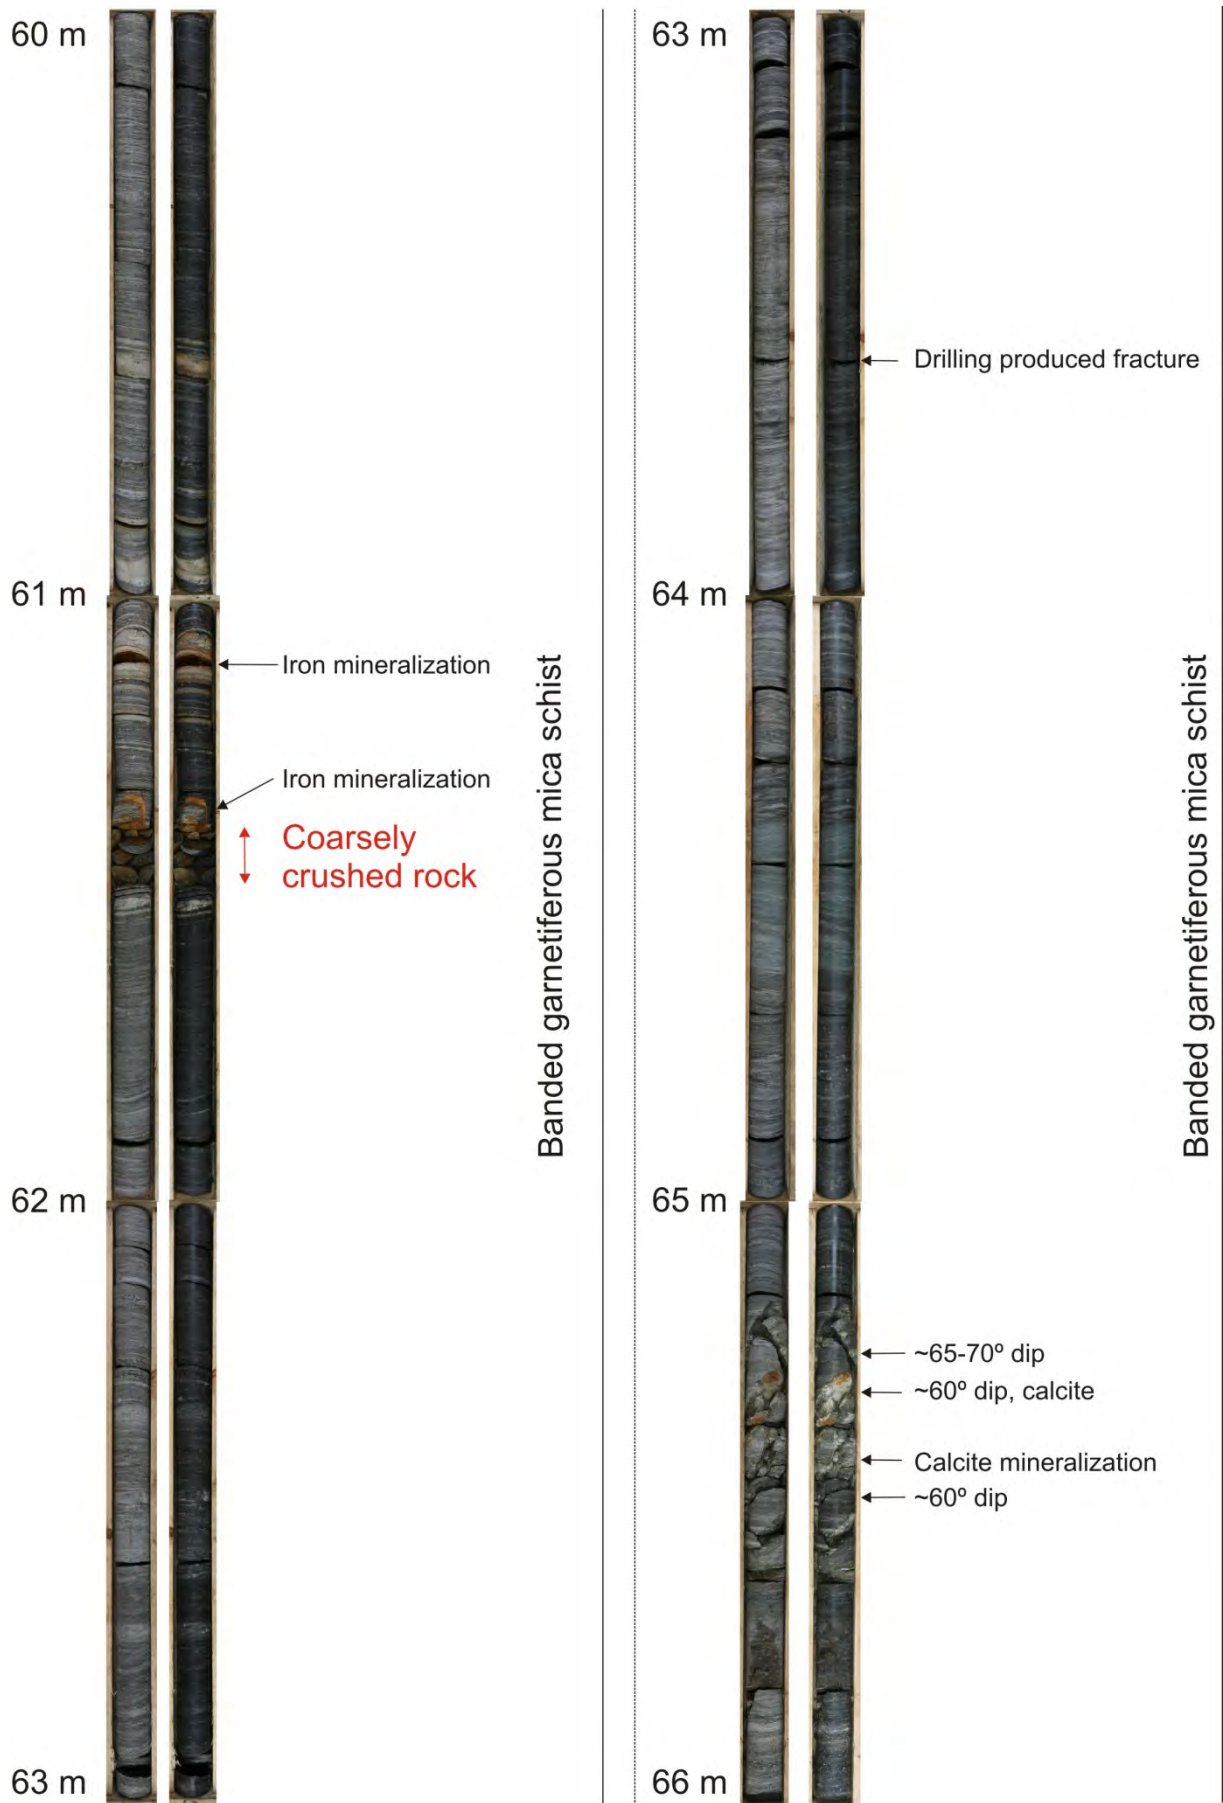 60 m
61 m
Iron mineralization
Iron mineralization
Coarsely
crushed rock
62 m
63 m
Banded garnetiferous mica schist
63 m
Drilling produced fracture
64 m
65 m
~65-70º dip
~60º dip, calcite
Calcite mineralization
~60º dip
66 m
Banded garnetiferous mica schist